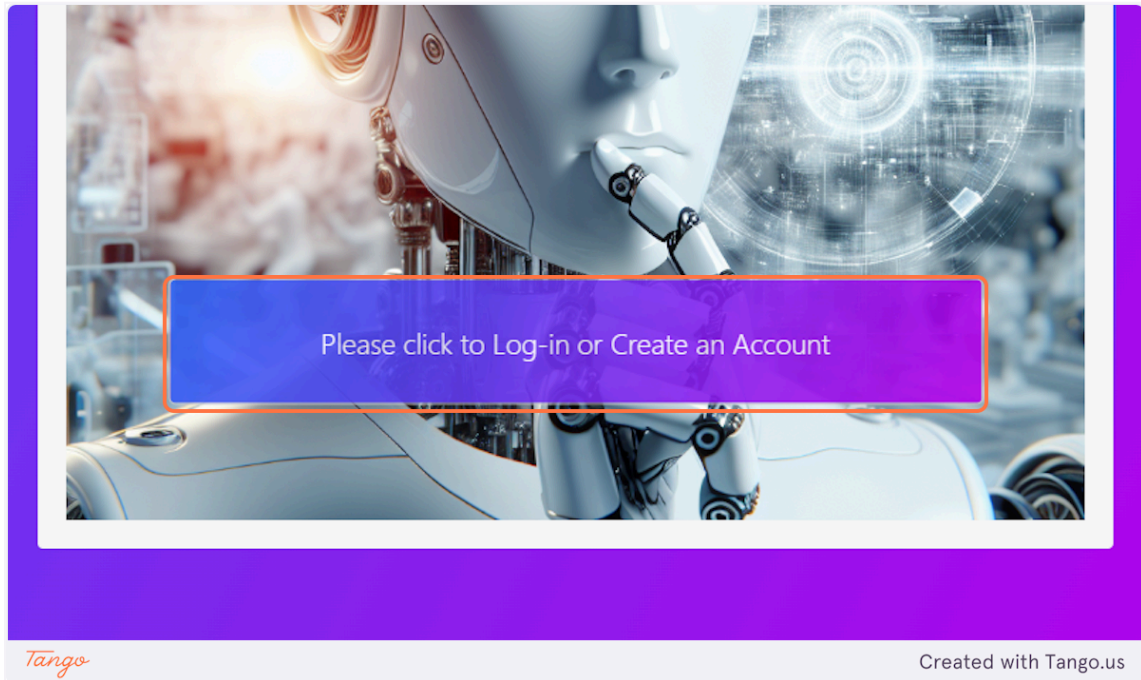 Please click to Log-in or Create an Account
Tango
Created with Tango.us